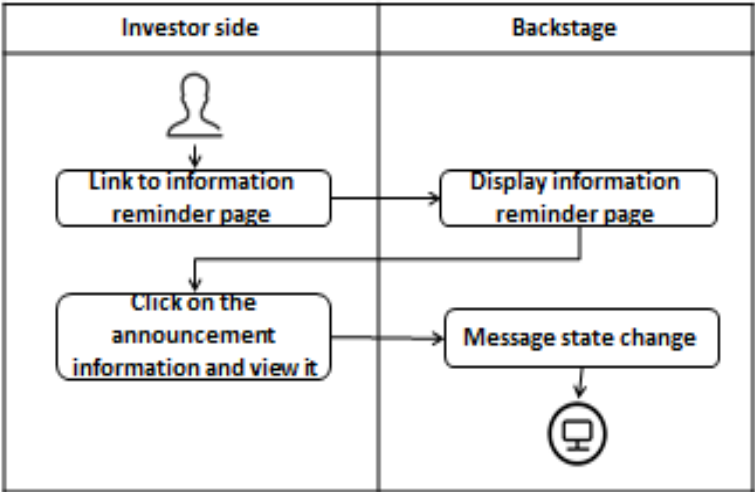 Investor side
Backstage
Link to information
reminder page
Display information
reminder page
Click on the
announcement
information and view it
Message state change